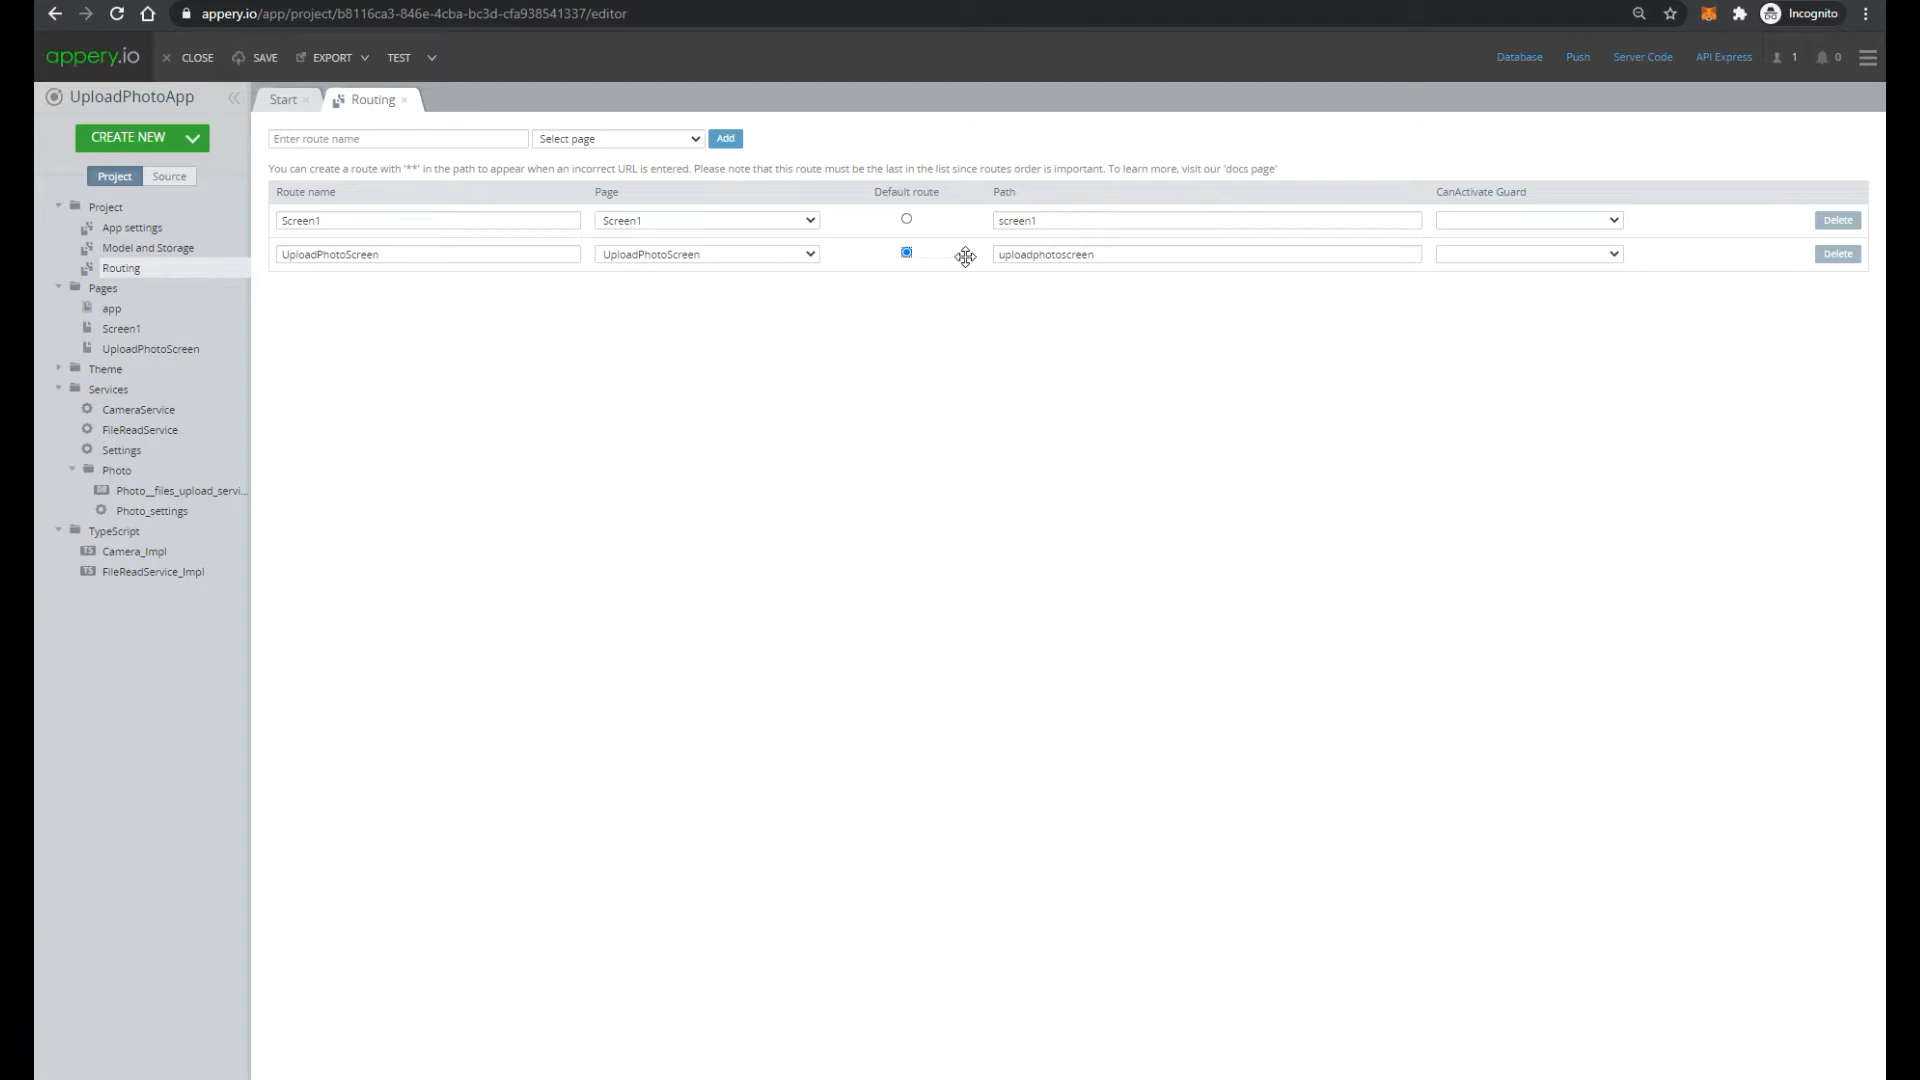 appery.io/app/project/b8116ca3-846e-4cba-bc3d-cfa938541337/editor Incognito
appery.io CLOSE SAVE EXPORT TEST Database Push Server Code API Express 1 0
UploadPhotoApp Start Routing
CREATE NEW Enter route name Select page Add
You can create a route with '**' in the path to appear when an incorrect URL is entered. Please note that this route must be the last in the list since routes order is important. To learn more, visit our 'docs page'
Project Source
Route name Page Default route Path CanActivate Guard
Screen1 Screen1 screen1 Delete
UploadPhotoScreen UploadPhotoScreen uploadphotoscreen Delete
Project
App settings
Model and Storage
Routing
Pages
app
Screen1
UploadPhotoScreen
Theme
Services
CameraService
FileReadService
Settings
Photo
DB Photo__files_upload_servi...
Photo_settings
TypeScript
TS Camera_Impl
TS FileReadService_Impl